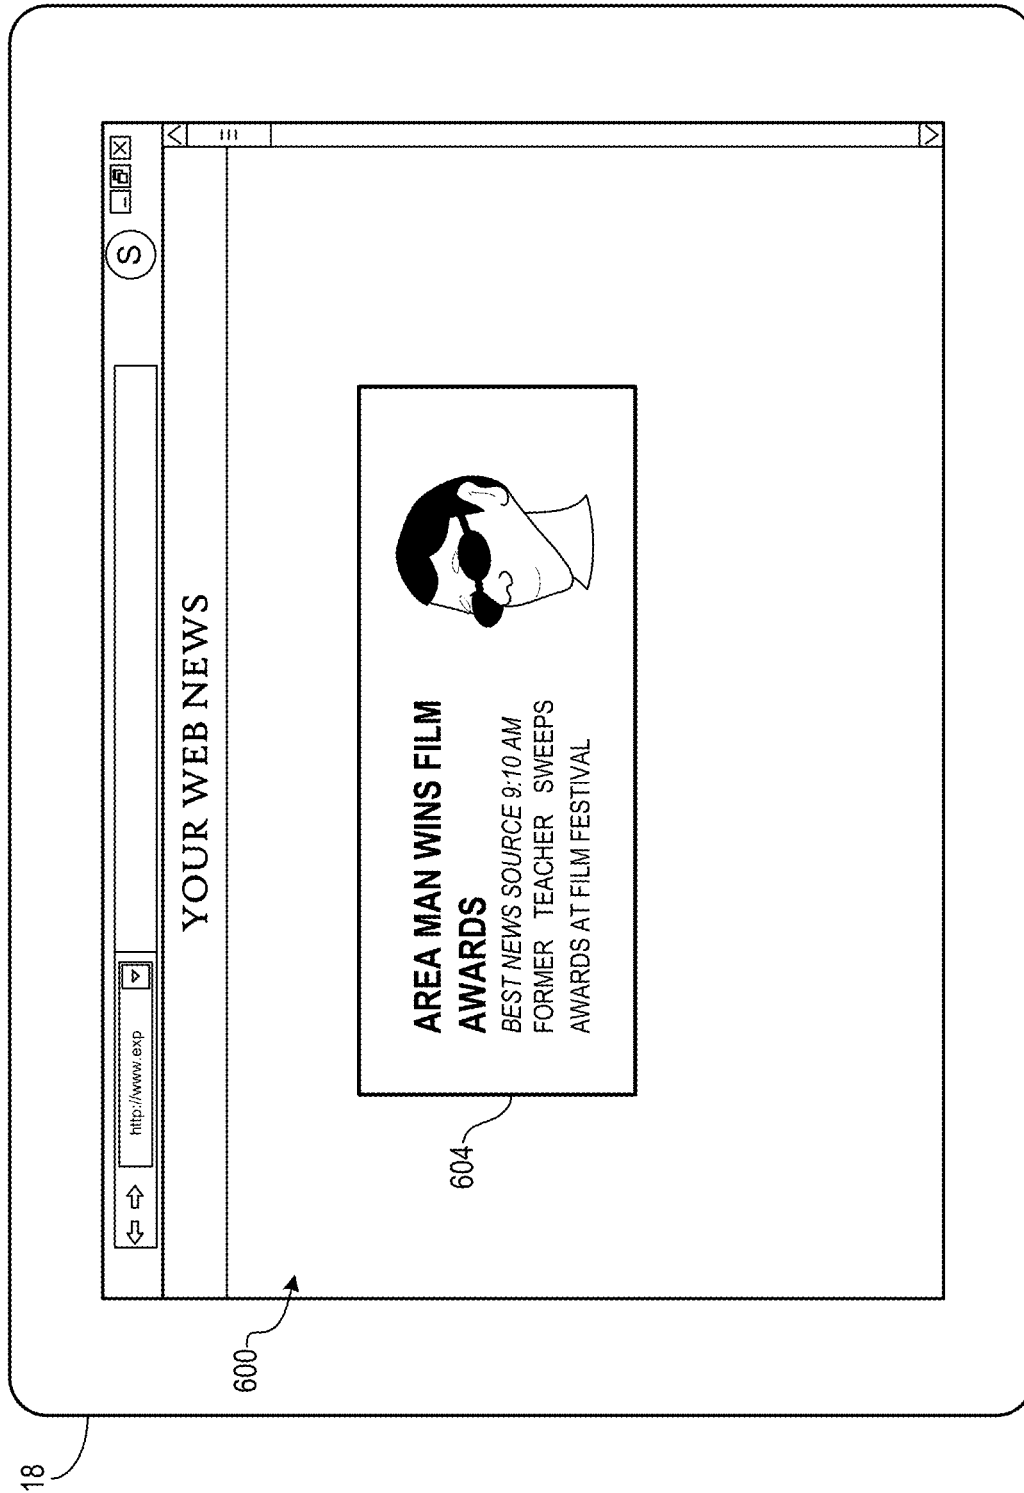 S
http://www.exp
YOUR WEB NEWS
AREA MAN WINS FILM
AWARDS
BEST NEWS SOURCE 9:10 AM
FORMER TEACHER SWEEPS
AWARDS AT FILM FESTIVAL
604
600
18